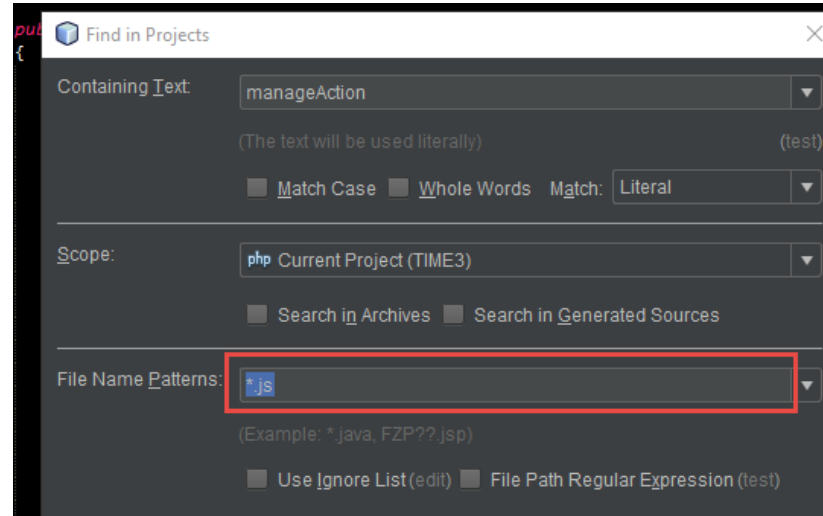 pub
{
Find in Projects
Containing Text:
manageAction
(The text will be used literally)
(test)
Match Case
Whole Words
Match:
Literal
Scope:
php Current Project (TIME3)
Search in Archives
Search in Generated Sources
File Name Patterns:
*.js
(Example: *.java, FZP??.jsp)
Use Ignore List (edit)
File Path Regular Expression (test)